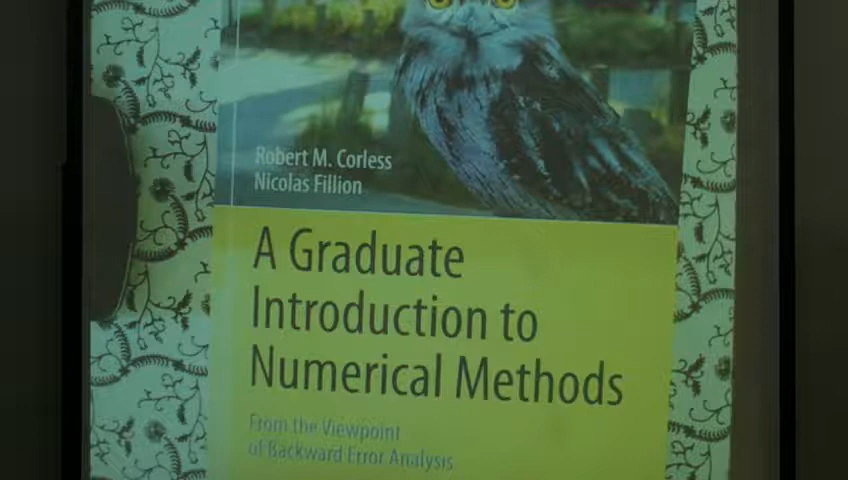 Robert M. Corless
Nicolas Fillion
A Graduate
Introduction to
Numerical Methods
From the Viewpoint
of Backward Error Analysis